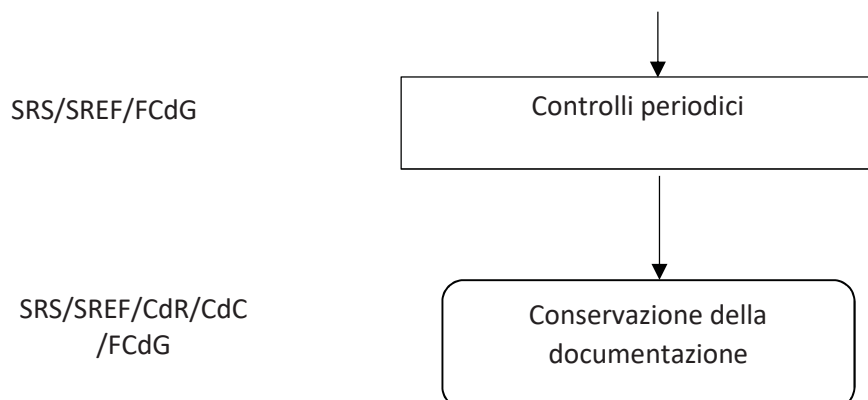 SRS/SREF/FCdG
Controlli periodici
SRS/SREF/CdR/CdC
/FCdG
Conservazione della
documentazione